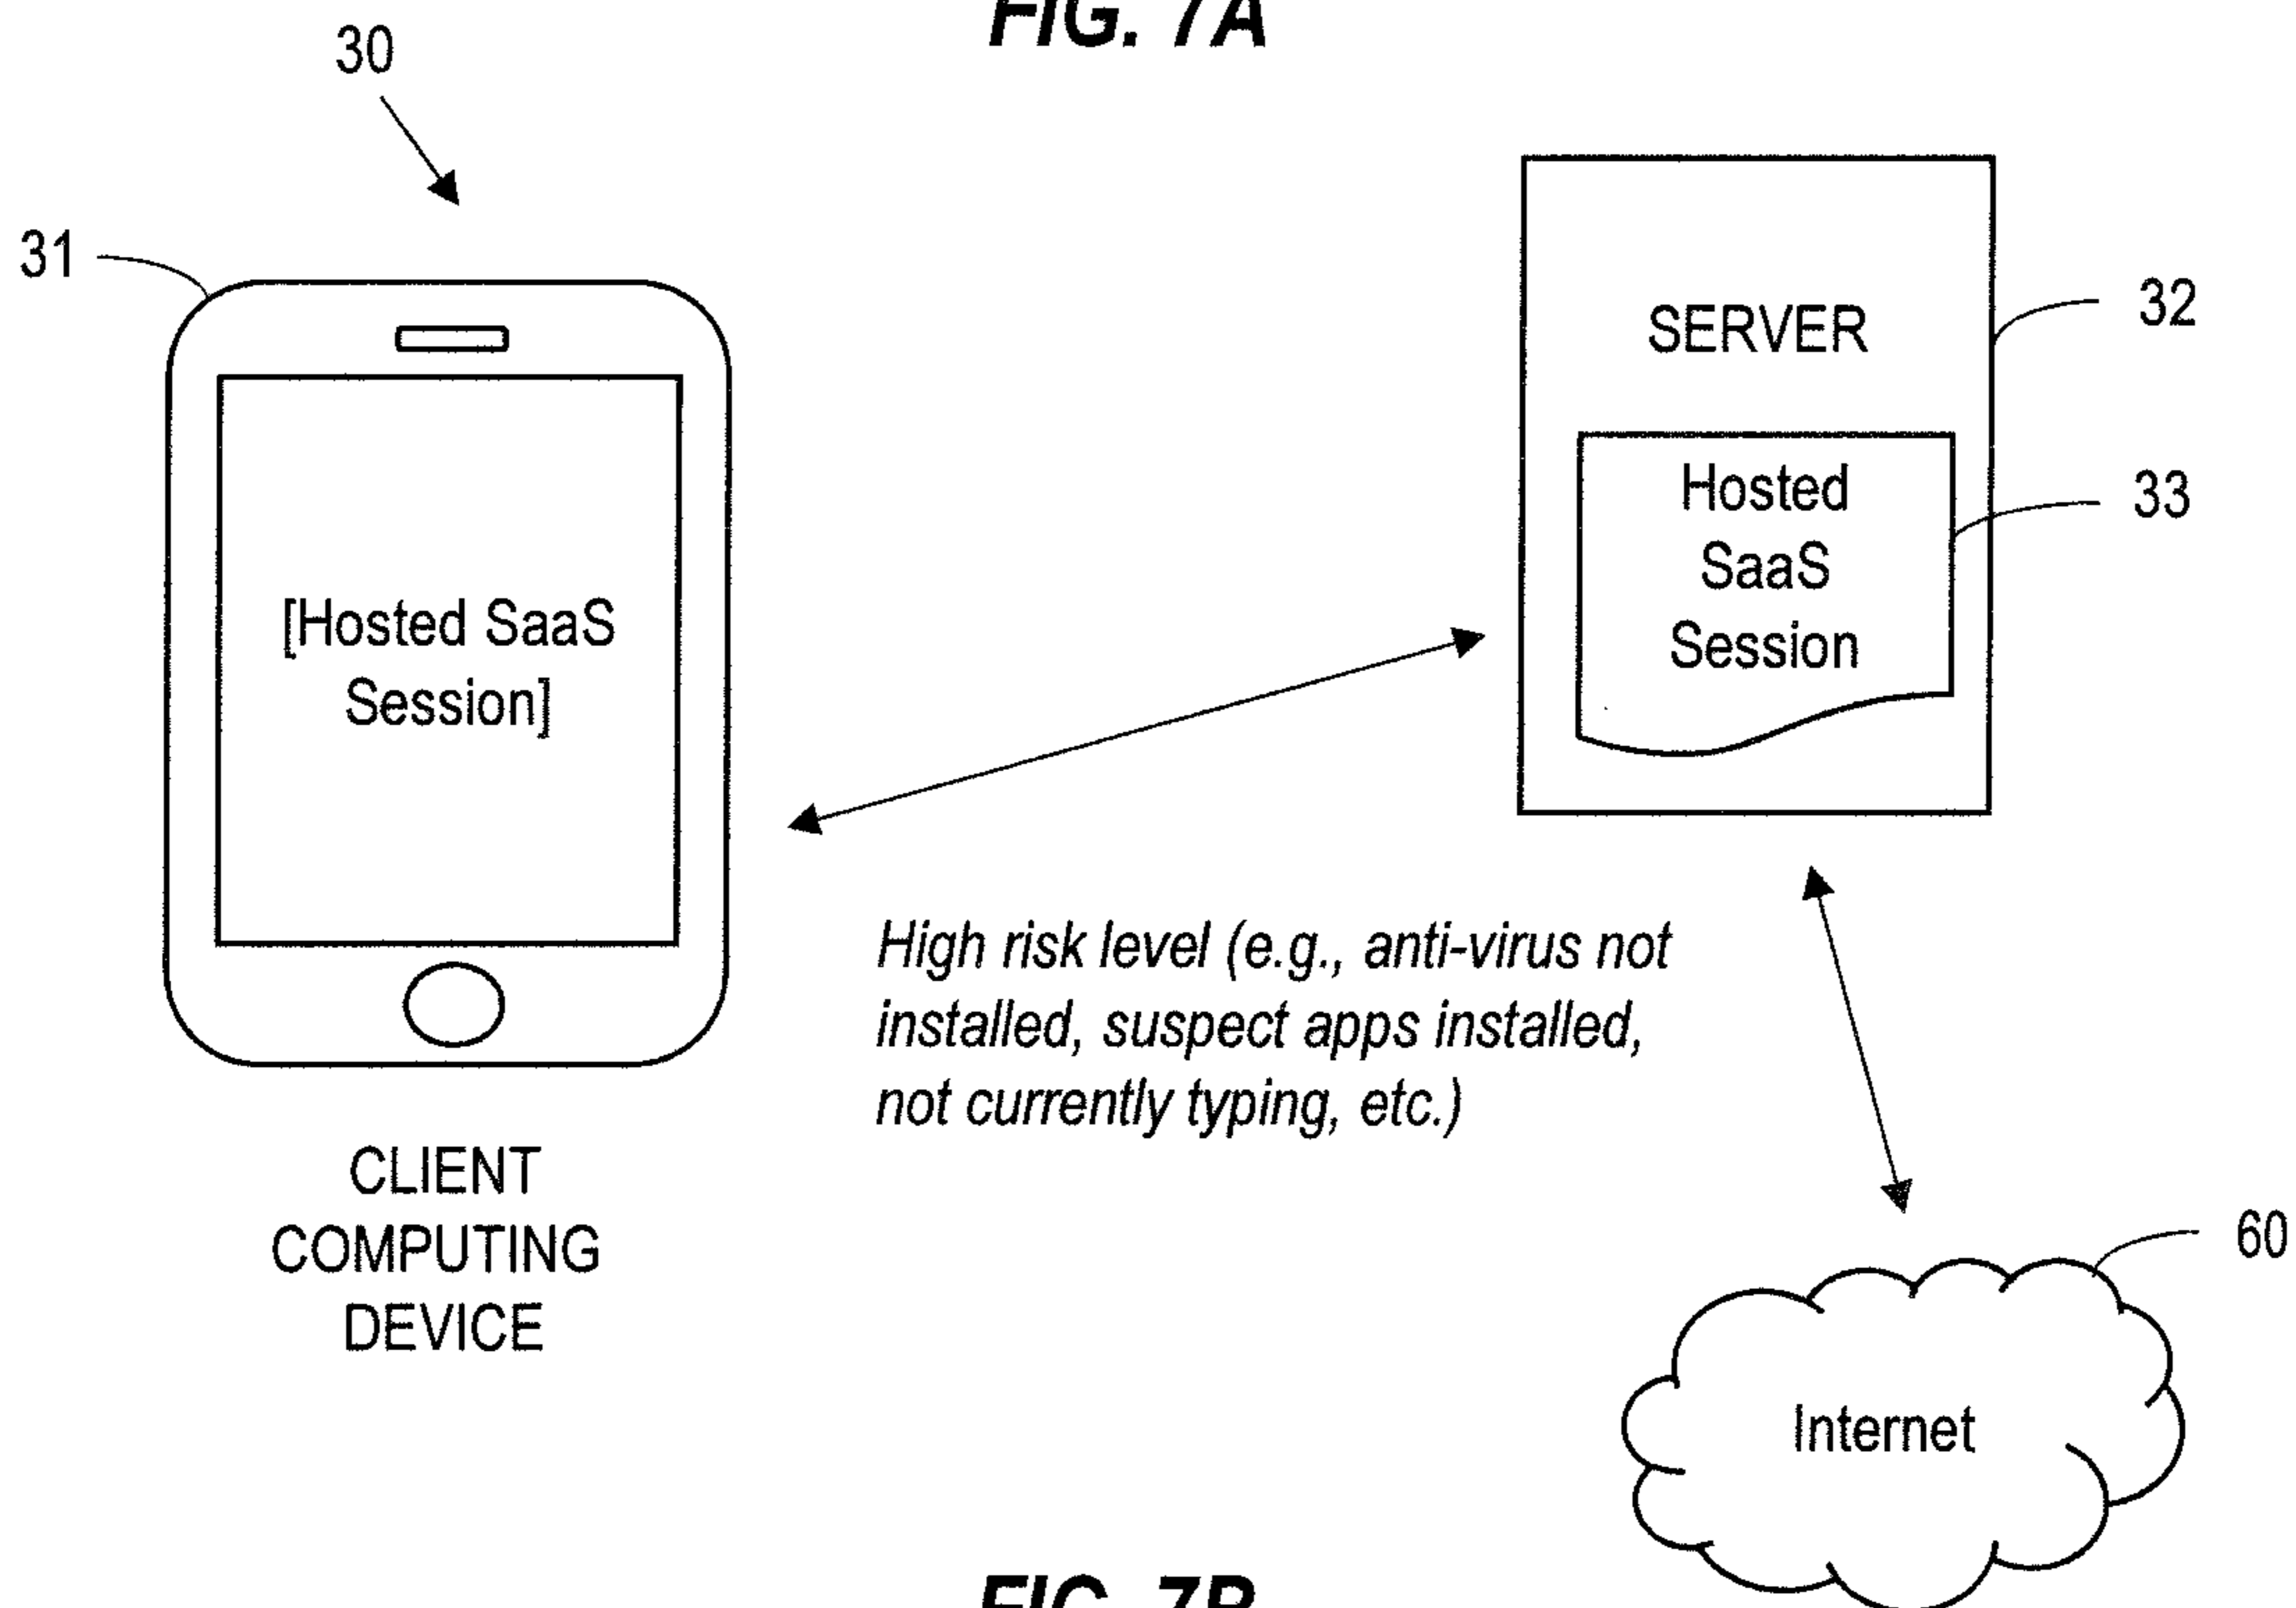 FIG. 7A
30
31
[Hosted SaaS
Session]
CLIENT
COMPUTING
DEVICE
SERVER
Hosted
SaaS
Session
32
33
High risk level (e.g., anti-virus not
installed, suspect apps installed,
not currently typing, etc.)
60
Internet
FIG. 7B